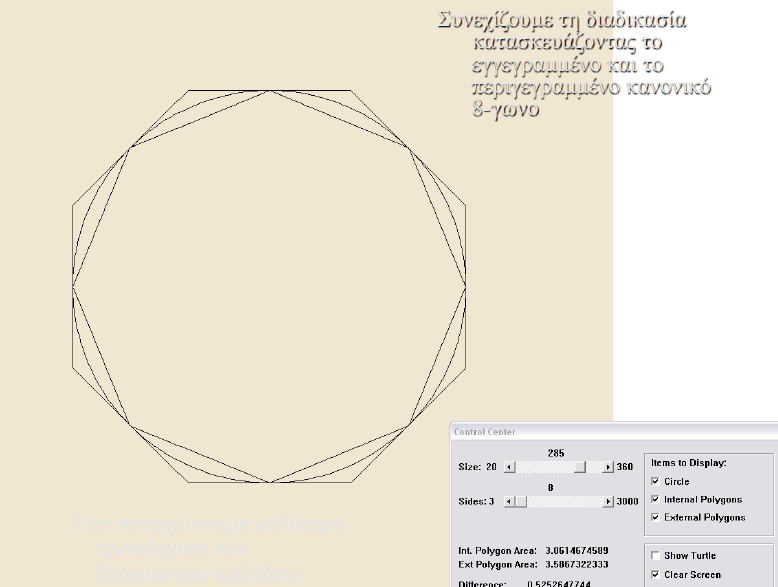 Συνεχίζουμε τη διαδικασία
κατασκευάζοντας το
εγγεγραμμένο και το
περιγεγραμμένο κανονικό
8-γωνο
Control Center
285
Size: 20 360
8
Sides: 3 3000
Int. Polygon Area: 3.0614674589
Ext Polygon Area: 3.5867322333
Difference: 0.5252647744
Items to Display:
Circle
Internal Polygons
External Polygons
Show Turtle
Clear Screen